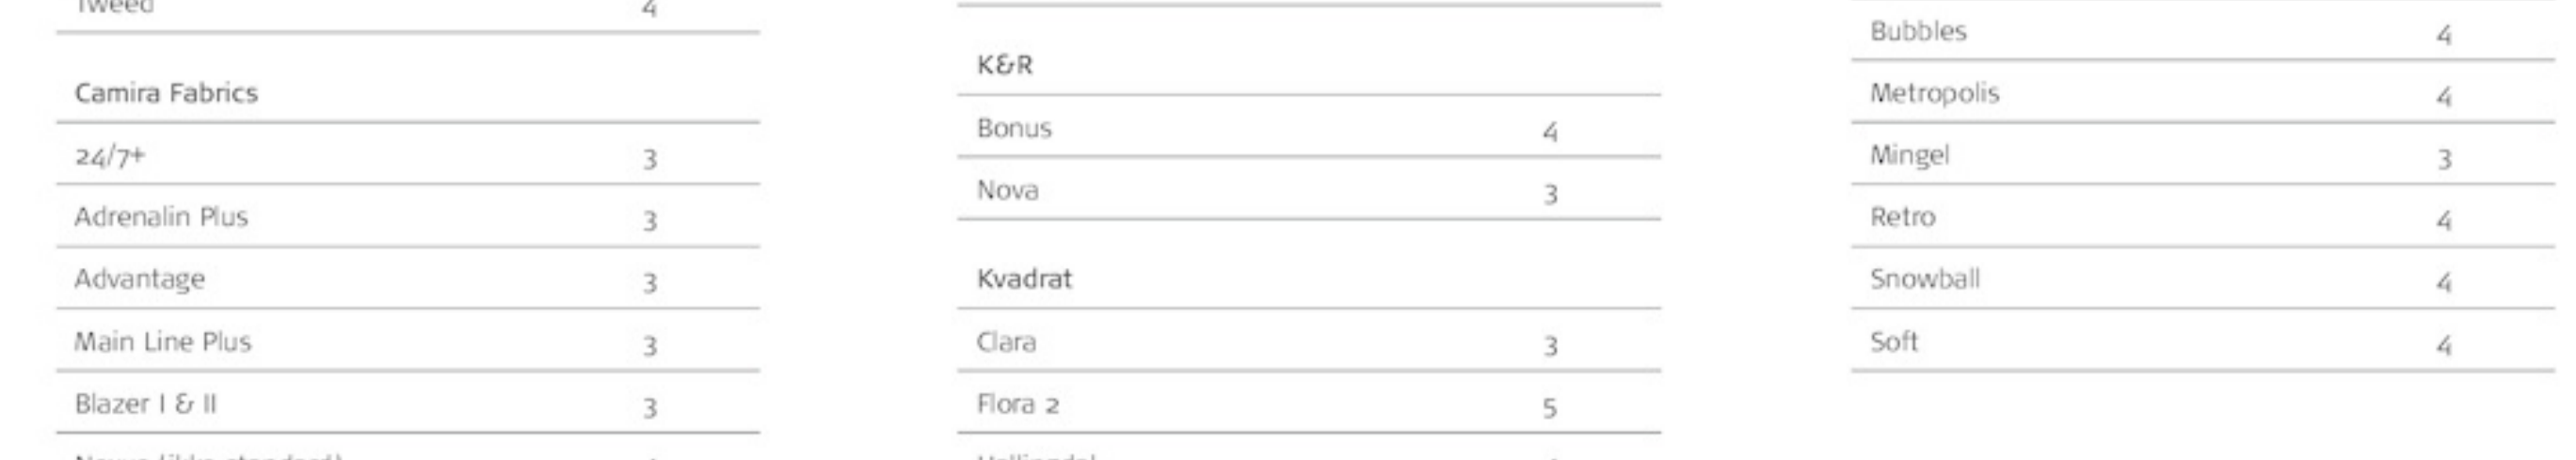 Tweed 4
Camira Fabrics
24/7+ 3
Adrenalin Plus 3
Advantage 3
Main Line Plus 3
Blazer I & II 3
K&R
Bonus 4
Nova 3
Kvadrat
Clara 3
Flora 2 5
Bubbles 4
Metropolis 4
Mingel 3
Retro 4
Snowball 4
Soft 4